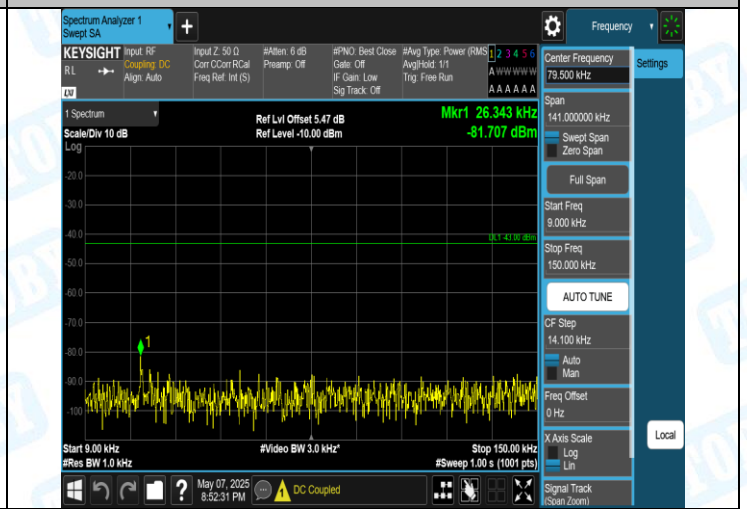 Spectrum Analyzer 1
Swept SA
Frequency
KEYSIGHT
RL
LXI
Input: RF
Coupling: DC
Align: Auto
Input Z: 50 Ω
Corr CCorr RCal
Freq Ref: Int (S)
#Atten: 6 dB
Preamp: Off
#PNO: Best Close
Gate: Off
IF Gain: Low
Sig Track: Off
#Avg Type: Power (RMS
Avg|Hold: 1/1
Trig: Free Run
1 2 3 4 5 6
A W W W W W
A A A A A A
1 Spectrum
Scale/Div 10 dB
Log
Ref Lvl Offset 5.47 dB
Ref Level -10.00 dBm
Mkr1 26.343 kHz
-81.707 dBm
-20.0
-30.0
-40.0
-50.0
-60.0
-70.0
-80.0
-90.0
-100
DL1 -43.00 dBm
1
Start 9.00 kHz
#Res BW 1.0 kHz
#Video BW 3.0 kHz*
Stop 150.00 kHz
#Sweep 1.00 s (1001 pts)
?
May 07, 2025
8:52:31 PM
DC Coupled
Center Frequency
79.500 kHz
Settings
Span
141.000000 kHz
Swept Span
Zero Span
Full Span
Start Freq
9.000 kHz
Stop Freq
150.000 kHz
AUTO TUNE
CF Step
14.100 kHz
Auto
Man
Freq Offset
0 Hz
X Axis Scale
Log
Lin
Local
Signal Track
(Span Zoom)